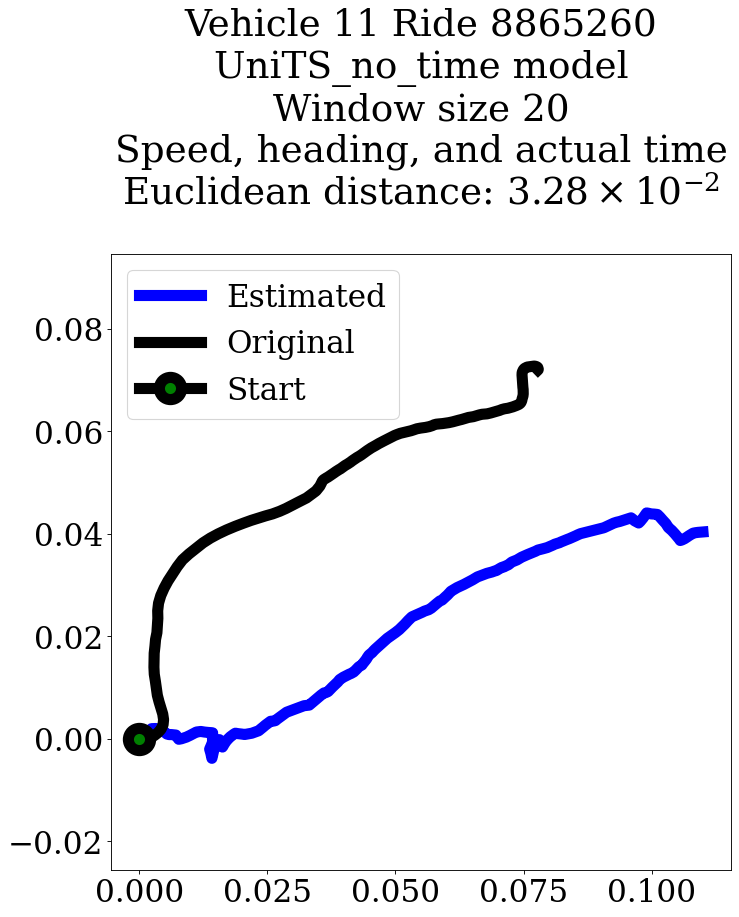 Vehicle 11 Ride 8865260
UniTS_no_time model
Window size 20
Speed, heading, and actual time
Euclidean distance: 3.28 × 10⁻²
Estimated
Original
Start
0.08
0.06
0.04
0.02
0.00
−0.02
0.000 0.025 0.050 0.075 0.100